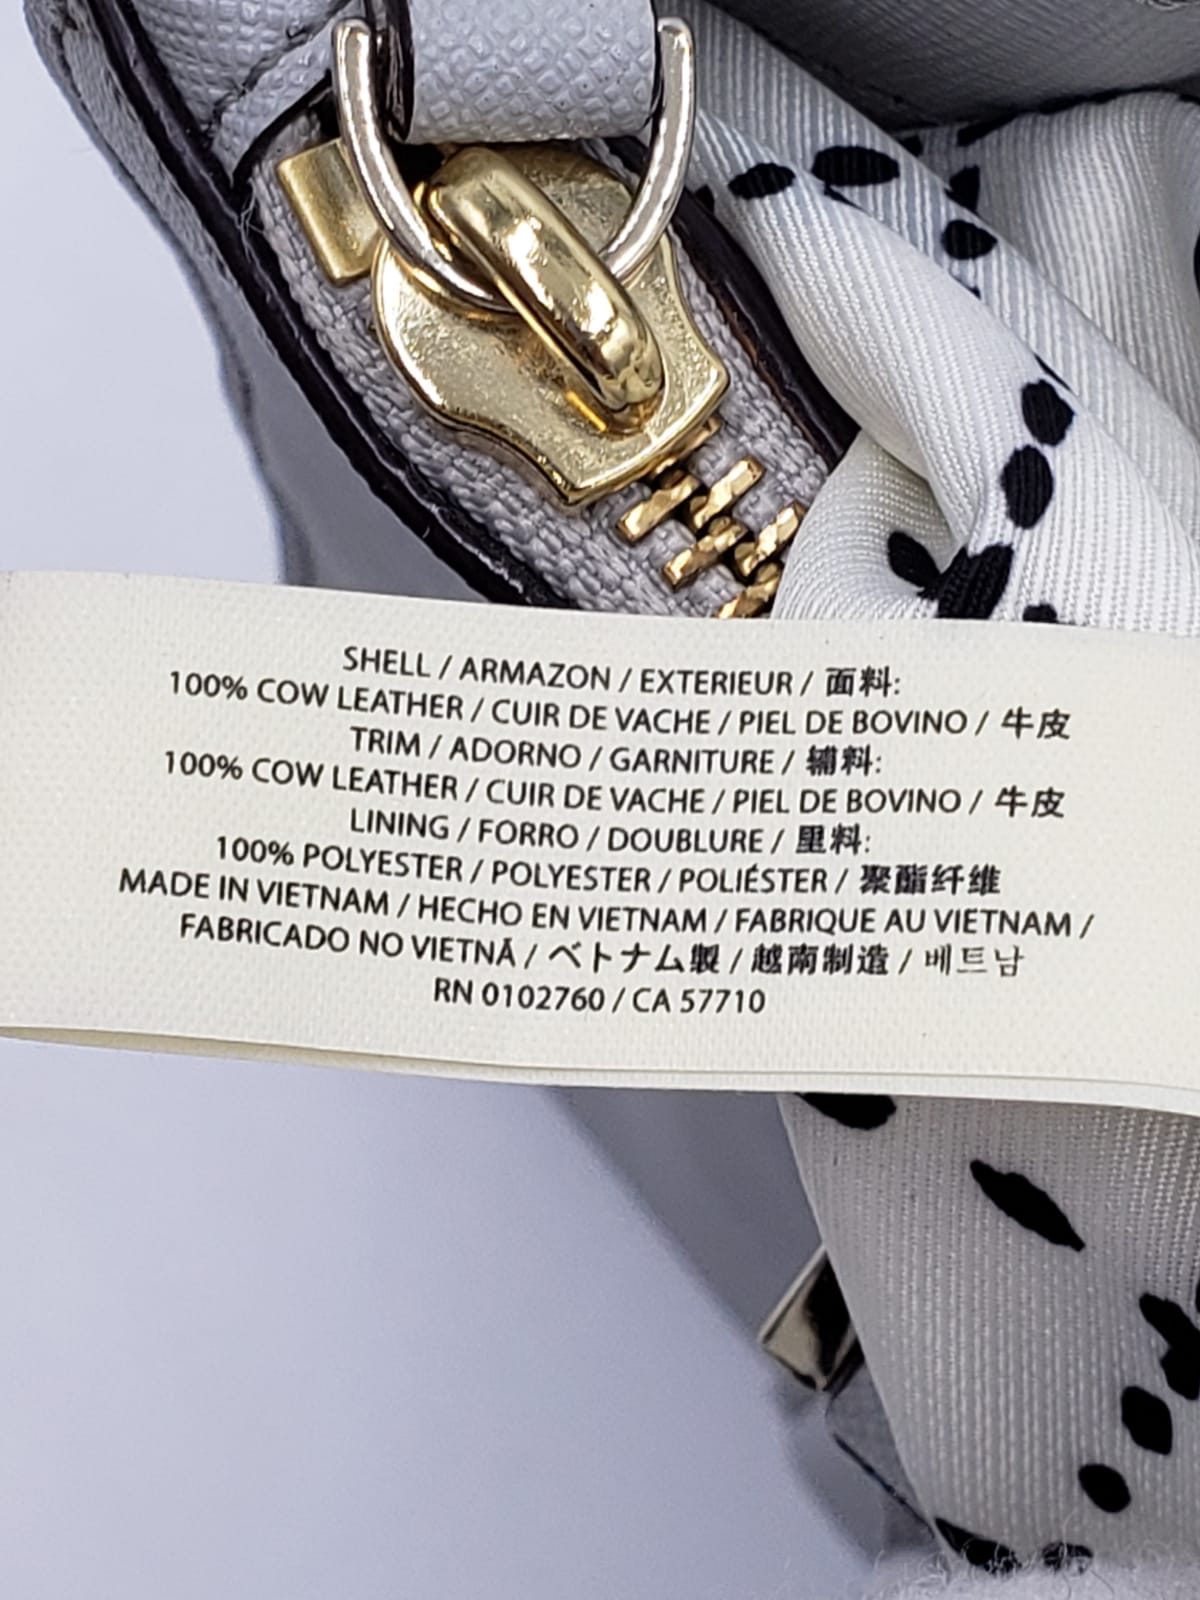 SHELL / ARMAZON / EXTERIEUR / 面料:
100% COW LEATHER / CUIR DE VACHE / PIEL DE BOVINO / 牛皮
TRIM / ADORNO / GARNITURE / 辅料:
100% COW LEATHER / CUIR DE VACHE / PIEL DE BOVINO / 牛皮
LINING / FORRO / DOUBLURE / 里料:
100% POLYESTER / POLYESTER / POLIÉSTER / 聚酯纤维
MADE IN VIETNAM / HECHO EN VIETNAM / FABRIQUE AU VIETNAM /
FABRICADO NO VIETNÃ / ベトナム製 / 越南制造 / 베트남
RN 0102760 / CA 57710